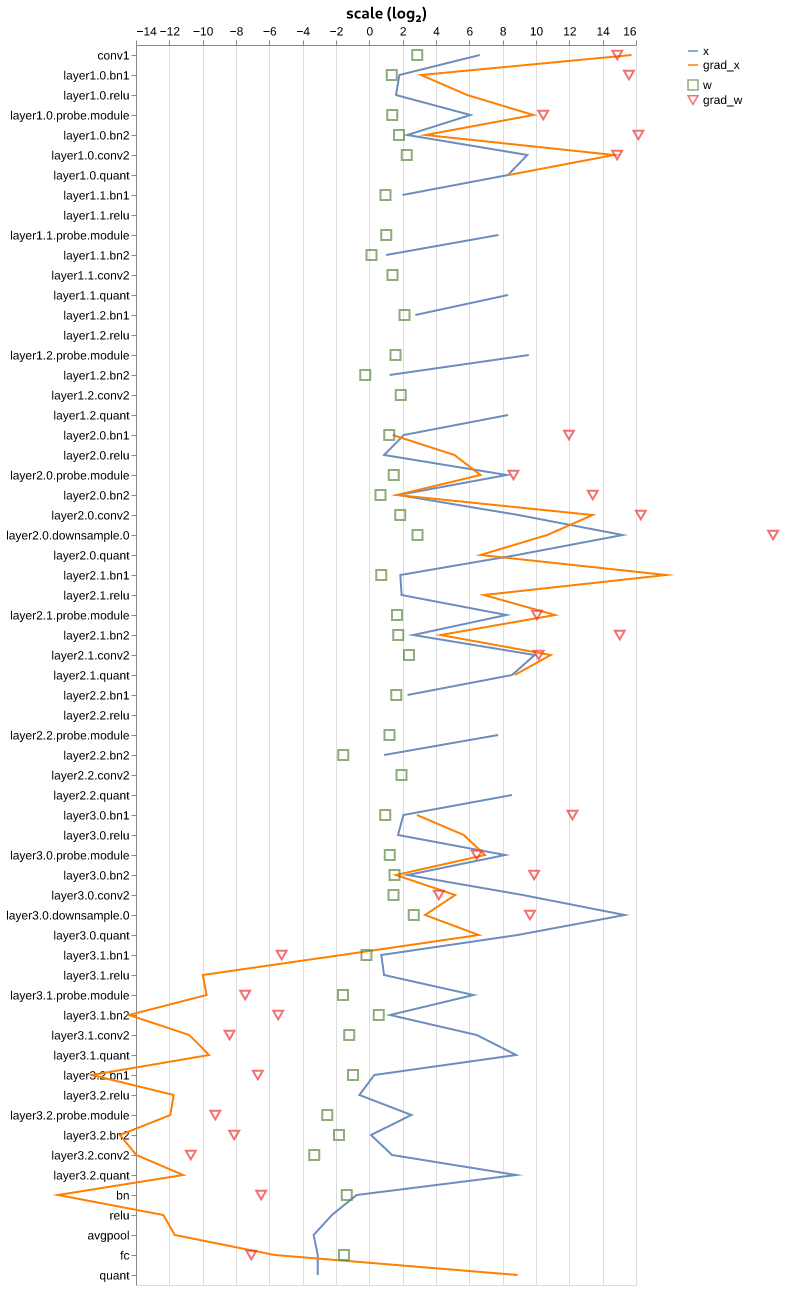 scale (log₂)
−14 −12 −10 −8 −6 −4 −2 0 2 4 6 8 10 12 14 16
x
grad_x
w
grad_w
conv1
layer1.0.bn1
layer1.0.relu
layer1.0.probe.module
layer1.0.bn2
layer1.0.conv2
layer1.0.quant
layer1.1.bn1
layer1.1.relu
layer1.1.probe.module
layer1.1.bn2
layer1.1.conv2
layer1.1.quant
layer1.2.bn1
layer1.2.relu
layer1.2.probe.module
layer1.2.bn2
layer1.2.conv2
layer1.2.quant
layer2.0.bn1
layer2.0.relu
layer2.0.probe.module
layer2.0.bn2
layer2.0.conv2
layer2.0.downsample.0
layer2.0.quant
layer2.1.bn1
layer2.1.relu
layer2.1.probe.module
layer2.1.bn2
layer2.1.conv2
layer2.1.quant
layer2.2.bn1
layer2.2.relu
layer2.2.probe.module
layer2.2.bn2
layer2.2.conv2
layer2.2.quant
layer3.0.bn1
layer3.0.relu
layer3.0.probe.module
layer3.0.bn2
layer3.0.conv2
layer3.0.downsample.0
layer3.0.quant
layer3.1.bn1
layer3.1.relu
layer3.1.probe.module
layer3.1.bn2
layer3.1.conv2
layer3.1.quant
layer3.2.bn1
layer3.2.relu
layer3.2.probe.module
layer3.2.bn2
layer3.2.conv2
layer3.2.quant
bn
relu
avgpool
fc
quant